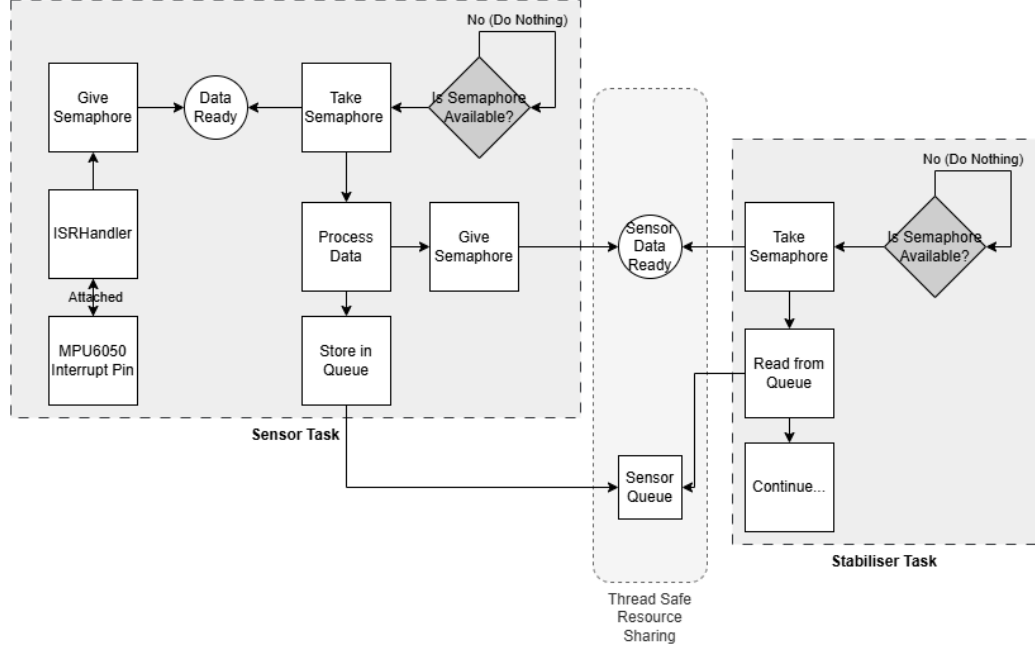 No (Do Nothing)
Give
Semaphore
Data
Ready
Take
Semaphore
Is Semaphore
Available?
ISRHandler
Attached
MPU6050
Interrupt Pin
Process
Data
Give
Semaphore
Store in
Queue
Sensor Task
Sensor
Data
Ready
Sensor
Queue
Thread Safe
Resource
Sharing
No (Do Nothing)
Take
Semaphore
Is Semaphore
Available?
Read from
Queue
Continue...
Stabiliser Task